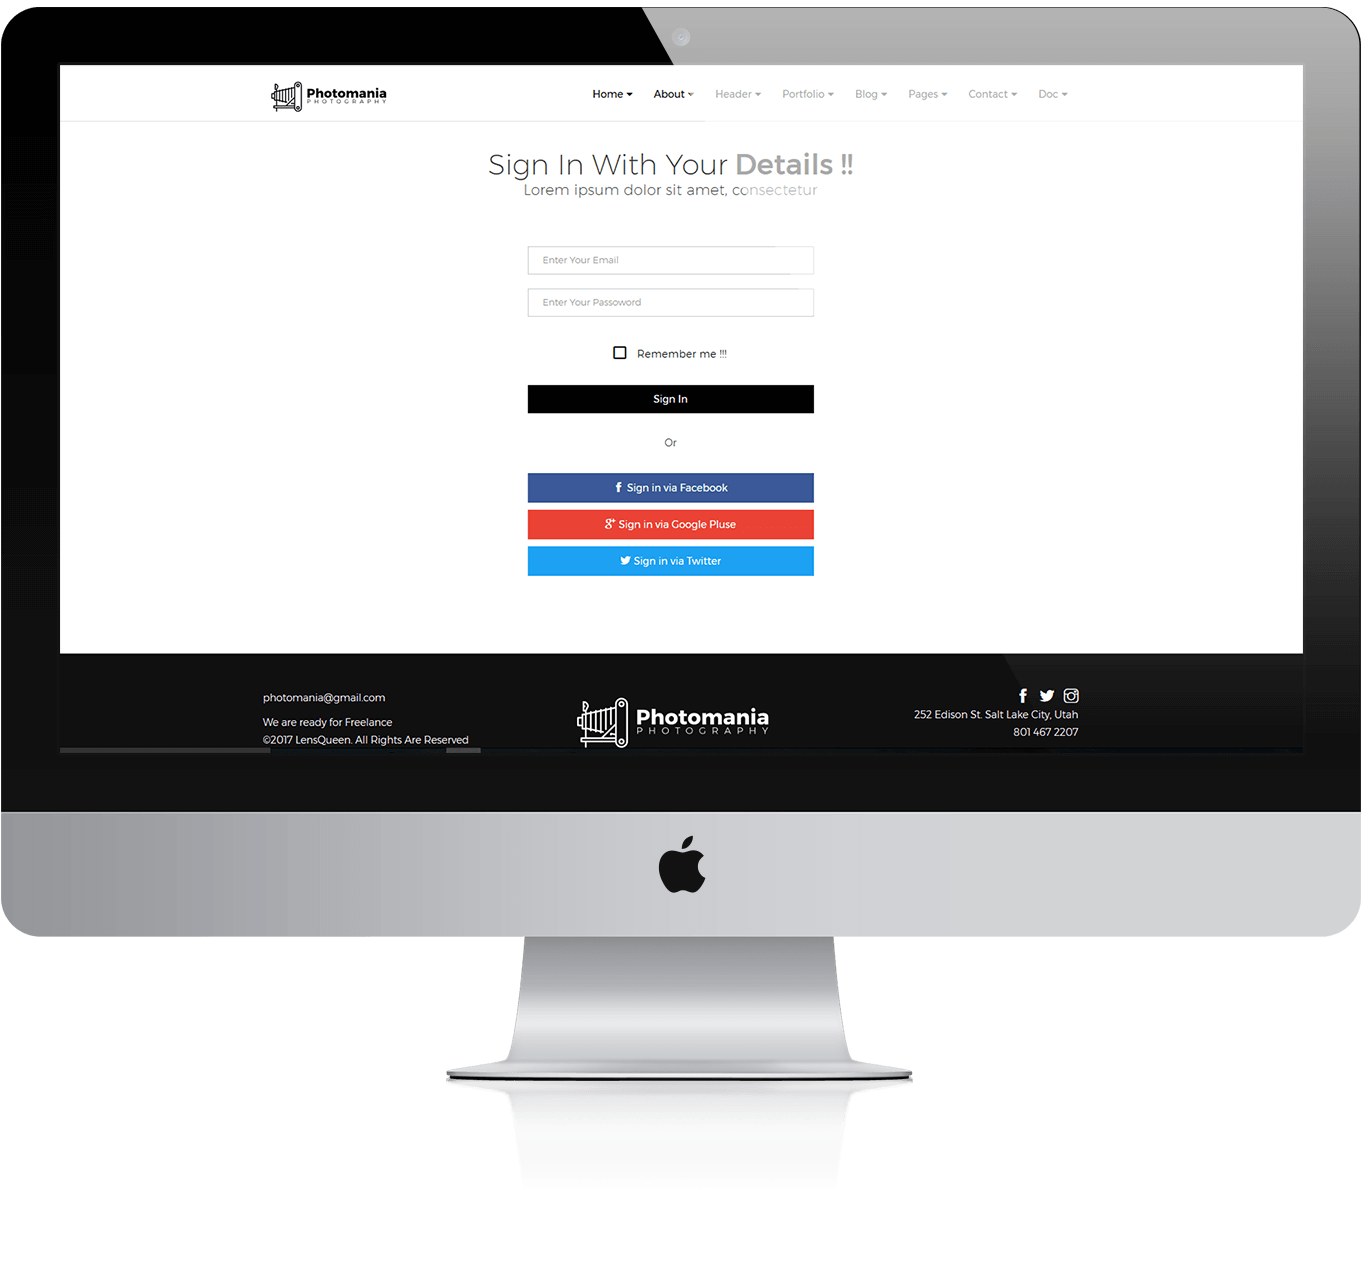 Photomania
PHOTOGRAPHY
Home About Header Portfolio Blog Pages Contact Doc
Sign In With Your Details !!
Lorem ipsum dolor sit amet, consectetur
Enter Your Email
Enter Your Passoword
Remember me !!!
Sign In
Or
Sign in via Facebook
Sign in via Google Pluse
Sign in via Twitter
photomania@gmail.com
We are ready for Freelance
©2017 LensQueen. All Rights Are Reserved
Photomania
PHOTOGRAPHY
252 Edison St. Salt Lake City, Utah
801 467 2207